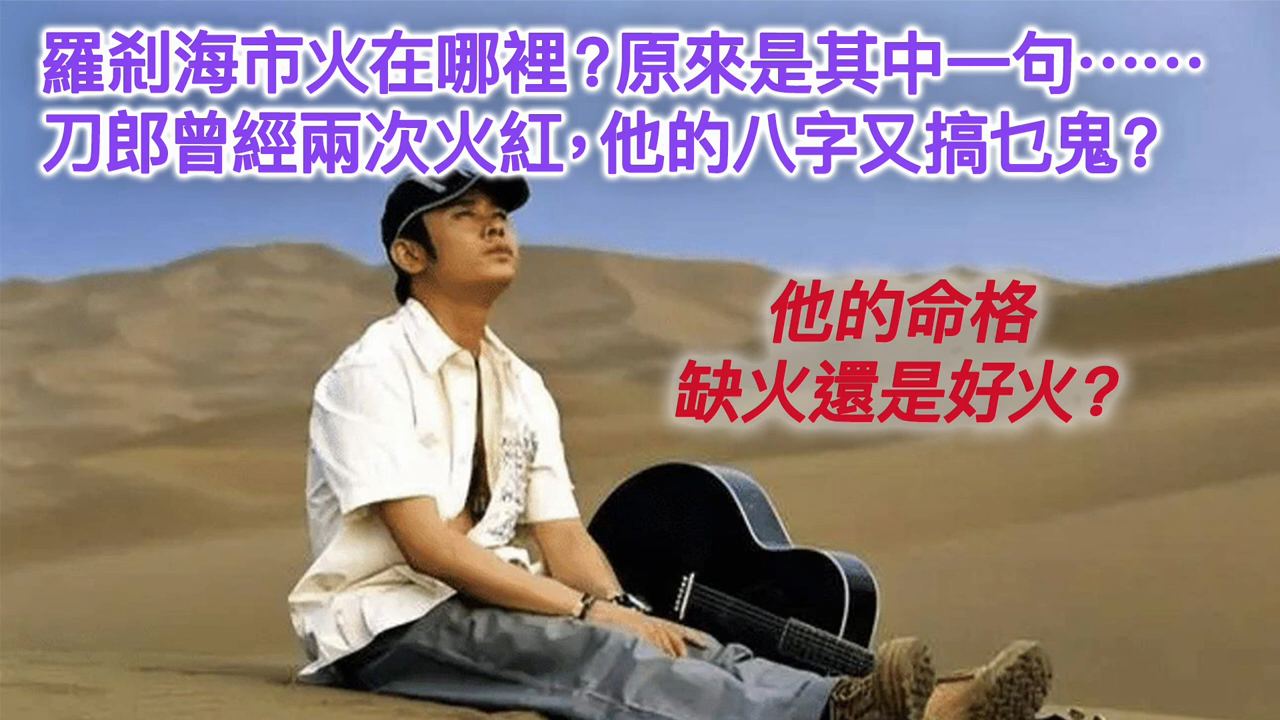 羅刹海市火在哪裡?原來是其中一句……
刀郎曾經兩次火紅,他的八字又搞乜鬼?
他的命格
缺火還是好火?